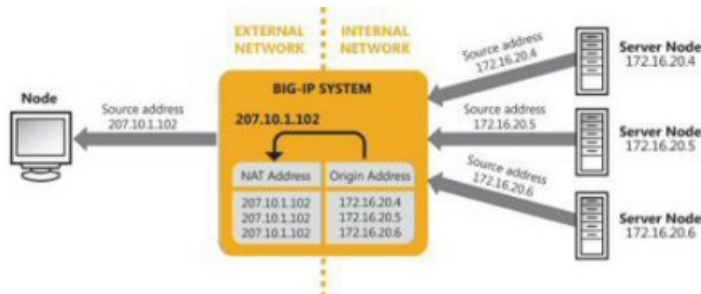 EXTERNAL
NETWORK
INTERNAL
NETWORK
BIG-IP SYSTEM
Node
Source address
207.10.1.102
207.10.1.102
NAT Address
Origin Address
207.10.1.102
172.16.20.4
207.10.1.102
172.16.20.5
207.10.1.102
172.16.20.6
Source address
172.16.20.4
Server Node
172.16.20.4
Source address
172.16.20.5
Server Node
172.16.20.5
Source address
172.16.20.6
Server Node
172.16.20.6